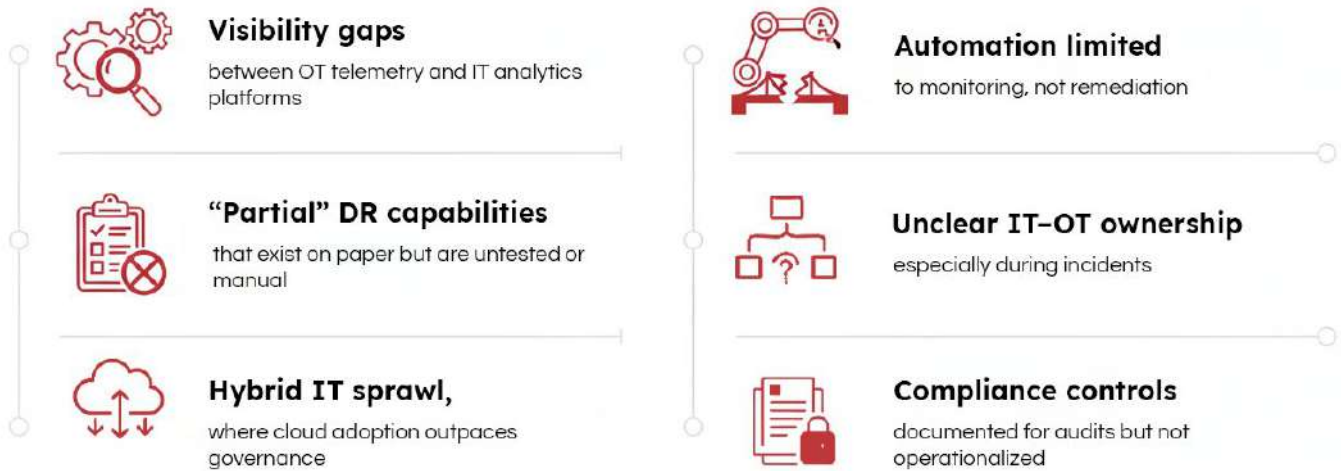 Visibility gaps
between OT telemetry and IT analytics
platforms
“Partial” DR capabilities
that exist on paper but are untested or
manual
Hybrid IT sprawl,
where cloud adoption outpaces
governance
Automation limited
to monitoring, not remediation
Unclear IT–OT ownership
?
especially during incidents
Compliance controls
documented for audits but not
operationalized